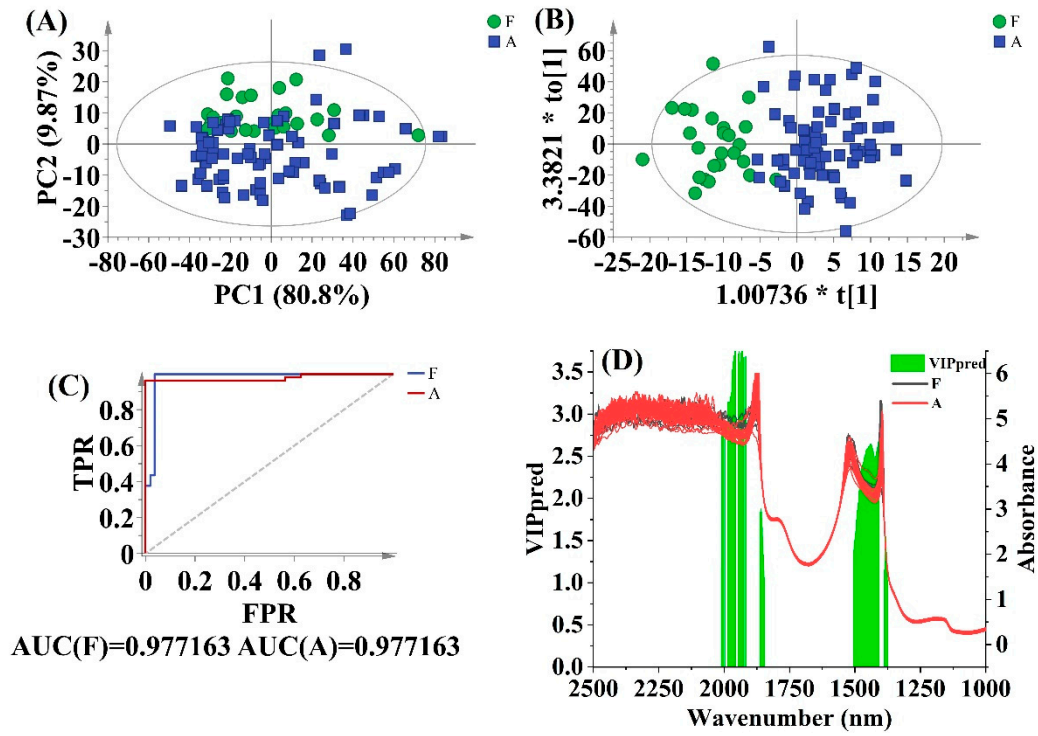 (A)
F
A
PC2 (9.87%)
30
20
10
0
-10
-20
-30
-80 -60 -40 -20 0 20 40 60 80
PC1 (80.8%)
(B)
F
A
3.3821 * to[1]
60
40
20
0
-20
-40
-60
-25 -20 -15 -10 -5 0 5 10 15 20
1.00736 * t[1]
(C)
F
A
TPR
0.8
0.6
0.4
0.2
0
0 0.2 0.4 0.6 0.8
FPR
AUC(F)=0.977163 AUC(A)=0.977163
(D)
VIPpred
F
A
VIPpred
3.5
3.0
2.5
2.0
1.5
1.0
0.5
0.0
2500 2250 2000 1750 1500 1250 1000
Wavenumber (nm)
6
5
4
3
2
1
0
Absorbance